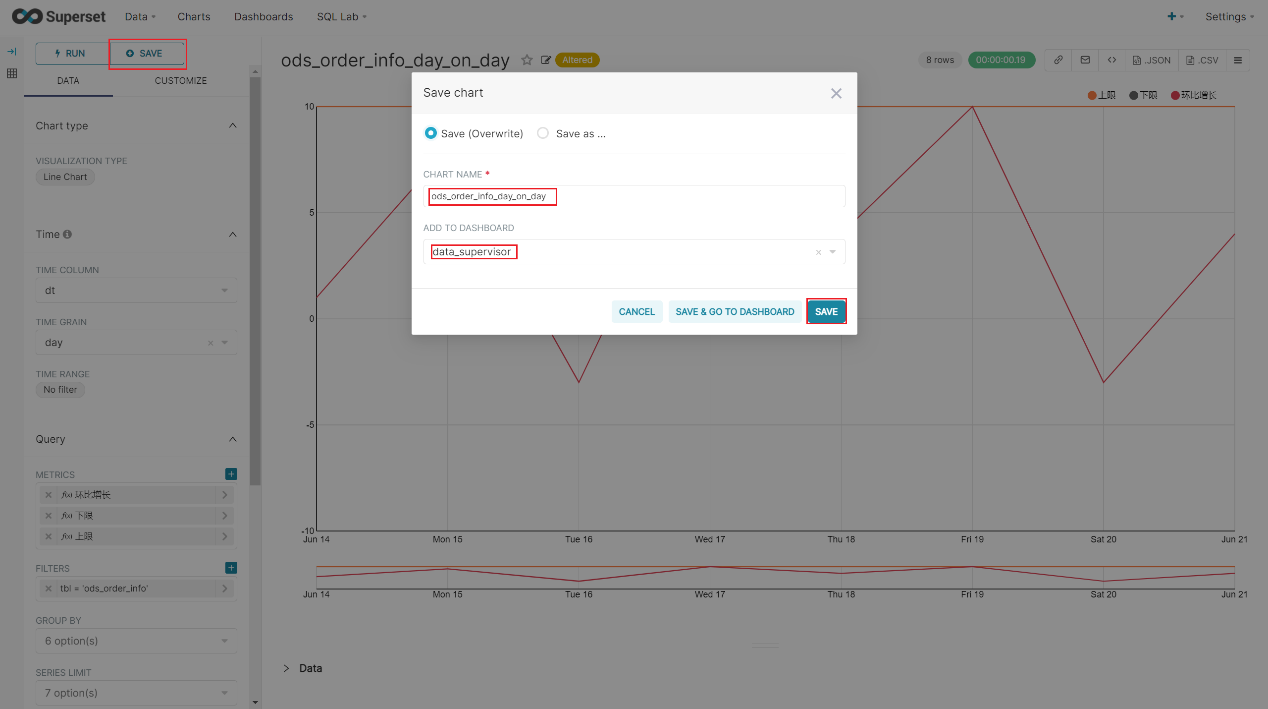 Superset Data Charts Dashboards SQL Lab Settings
RUN SAVE
DATA CUSTOMIZE
Chart type
VISUALIZATION TYPE
Line Chart
Time
TIME COLUMN
dt
TIME GRAIN
day
TIME RANGE
No filter
Query
METRICS
f(x) 环比增长
f(x) 下限
f(x) 上限
FILTERS
tbl = 'ods_order_info'
GROUP BY
6 option(s)
SERIES LIMIT
7 option(s)
ods_order_info_day_on_day Altered
8 rows 00:00:00.19 .JSON .CSV
上限 下限 环比增长
10
5
0
-5
-10
Jun 14 Mon 15 Tue 16 Wed 17 Thu 18 Fri 19 Sat 20 Jun 21
Jun 14 Mon 15 Tue 16 Wed 17 Thu 18 Fri 19 Sat 20 Jun 21
Data
Save chart
Save (Overwrite) Save as ...
CHART NAME *
ods_order_info_day_on_day
ADD TO DASHBOARD
data_supervisor
CANCEL SAVE & GO TO DASHBOARD SAVE